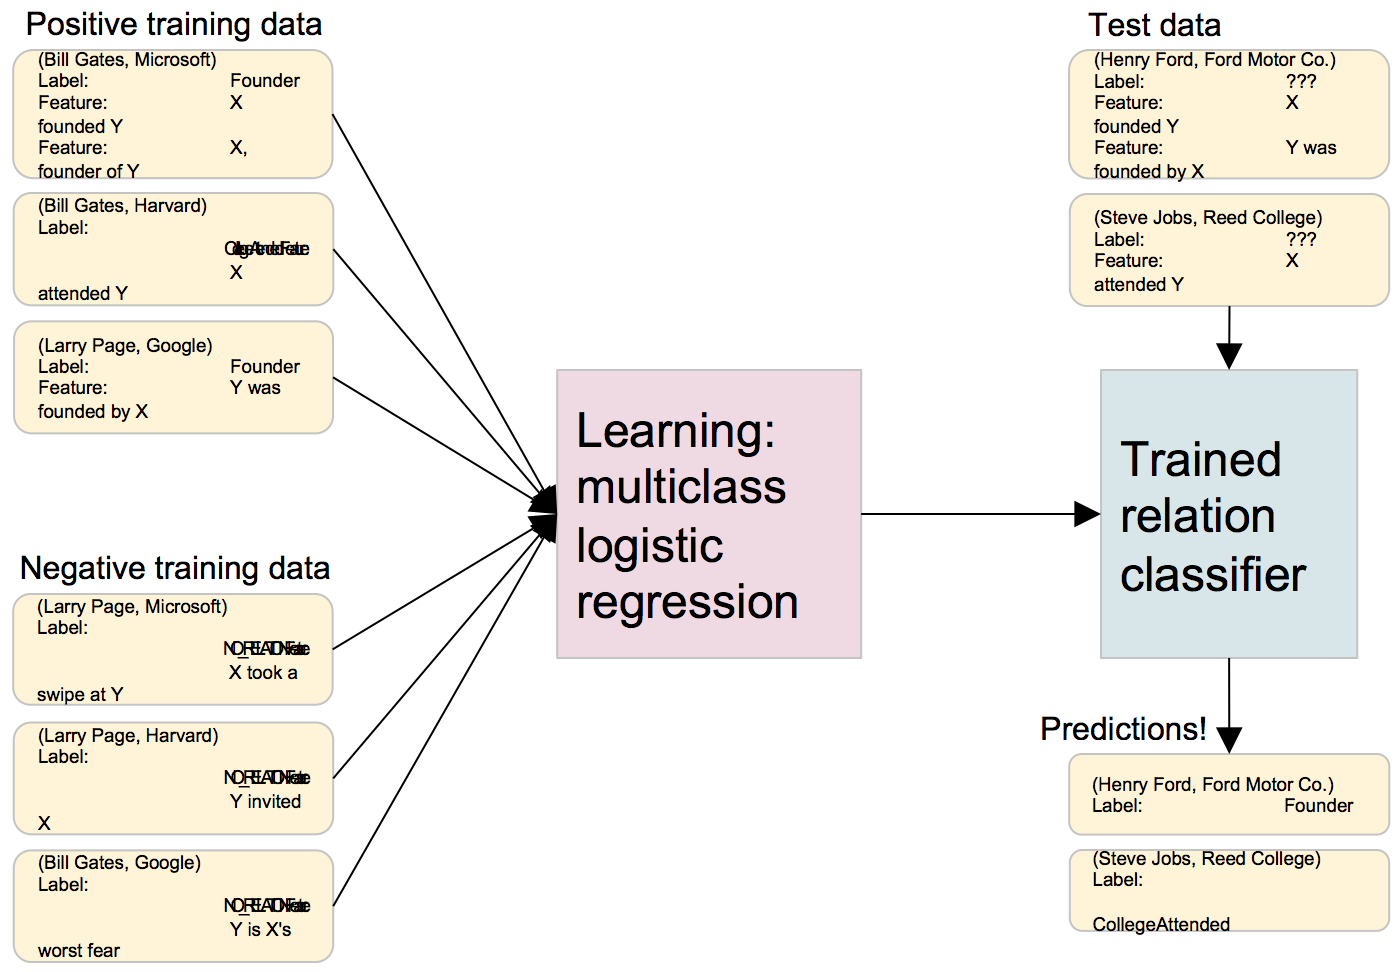 Positive training data
(Bill Gates, Microsoft)
Label: Founder
Feature: X
founded Y
Feature: X,
founder of Y
(Bill Gates, Harvard)
Label:
X
attended Y
(Larry Page, Google)
Label: Founder
Feature: Y was
founded by X
Negative training data
(Larry Page, Microsoft)
Label:
X took a
swipe at Y
(Larry Page, Harvard)
Label:
Y invited
X
(Bill Gates, Google)
Label:
Y is X's
worst fear
Learning:
multiclass
logistic
regression
Test data
(Henry Ford, Ford Motor Co.)
Label: ???
Feature: X
founded Y
Feature: Y was
founded by X
(Steve Jobs, Reed College)
Label: ???
Feature: X
attended Y
Trained
relation
classifier
Predictions!
(Henry Ford, Ford Motor Co.)
Label: Founder
(Steve Jobs, Reed College)
Label:
CollegeAttended